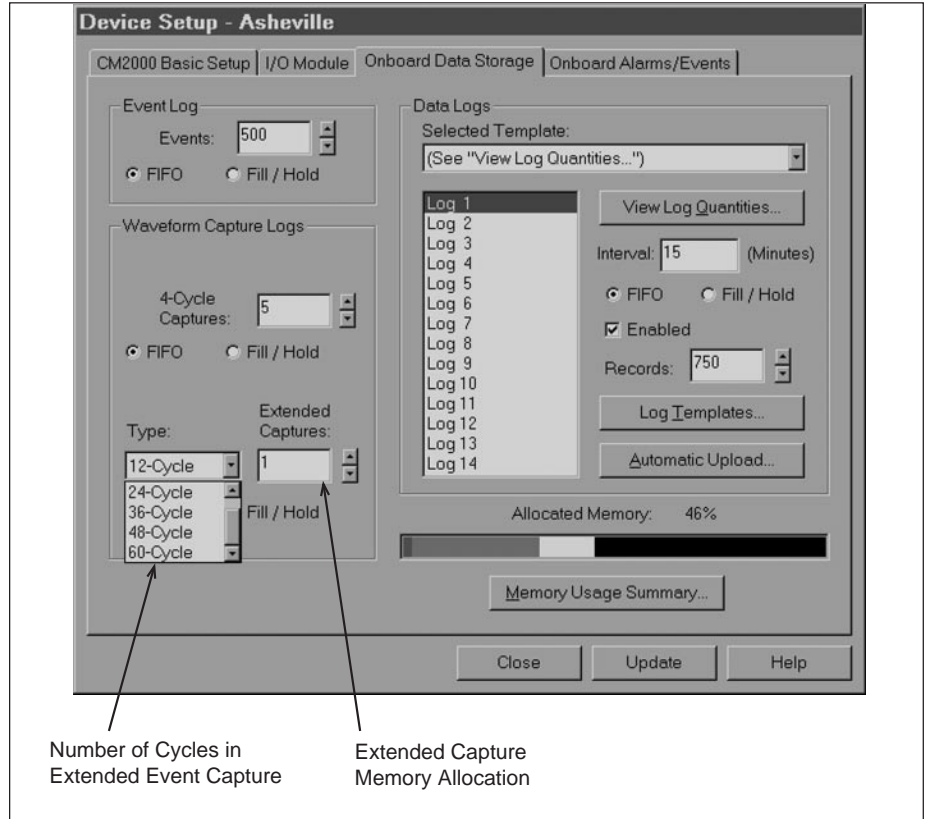 Device Setup - Asheville
CM2000 Basic Setup
I/O Module
Onboard Data Storage
Onboard Alarms/Events
Event Log
Events: 500
FIFO
Fill / Hold
Waveform Capture Logs
4-Cycle
Captures: 5
FIFO
Fill / Hold
Type:
Extended
Captures:
12-Cycle
1
24-Cycle
36-Cycle
48-Cycle
60-Cycle
Fill / Hold
Data Logs
Selected Template:
(See "View Log Quantities...")
Log 1
Log 2
Log 3
Log 4
Log 5
Log 6
Log 7
Log 8
Log 9
Log 10
Log 11
Log 12
Log 13
Log 14
View Log Quantities...
Interval: 15 (Minutes)
FIFO
Fill / Hold
Enabled
Records: 750
Log Templates...
Automatic Upload...
Allocated Memory: 46%
Memory Usage Summary...
Close
Update
Help
Number of Cycles in
Extended Event Capture
Extended Capture
Memory Allocation